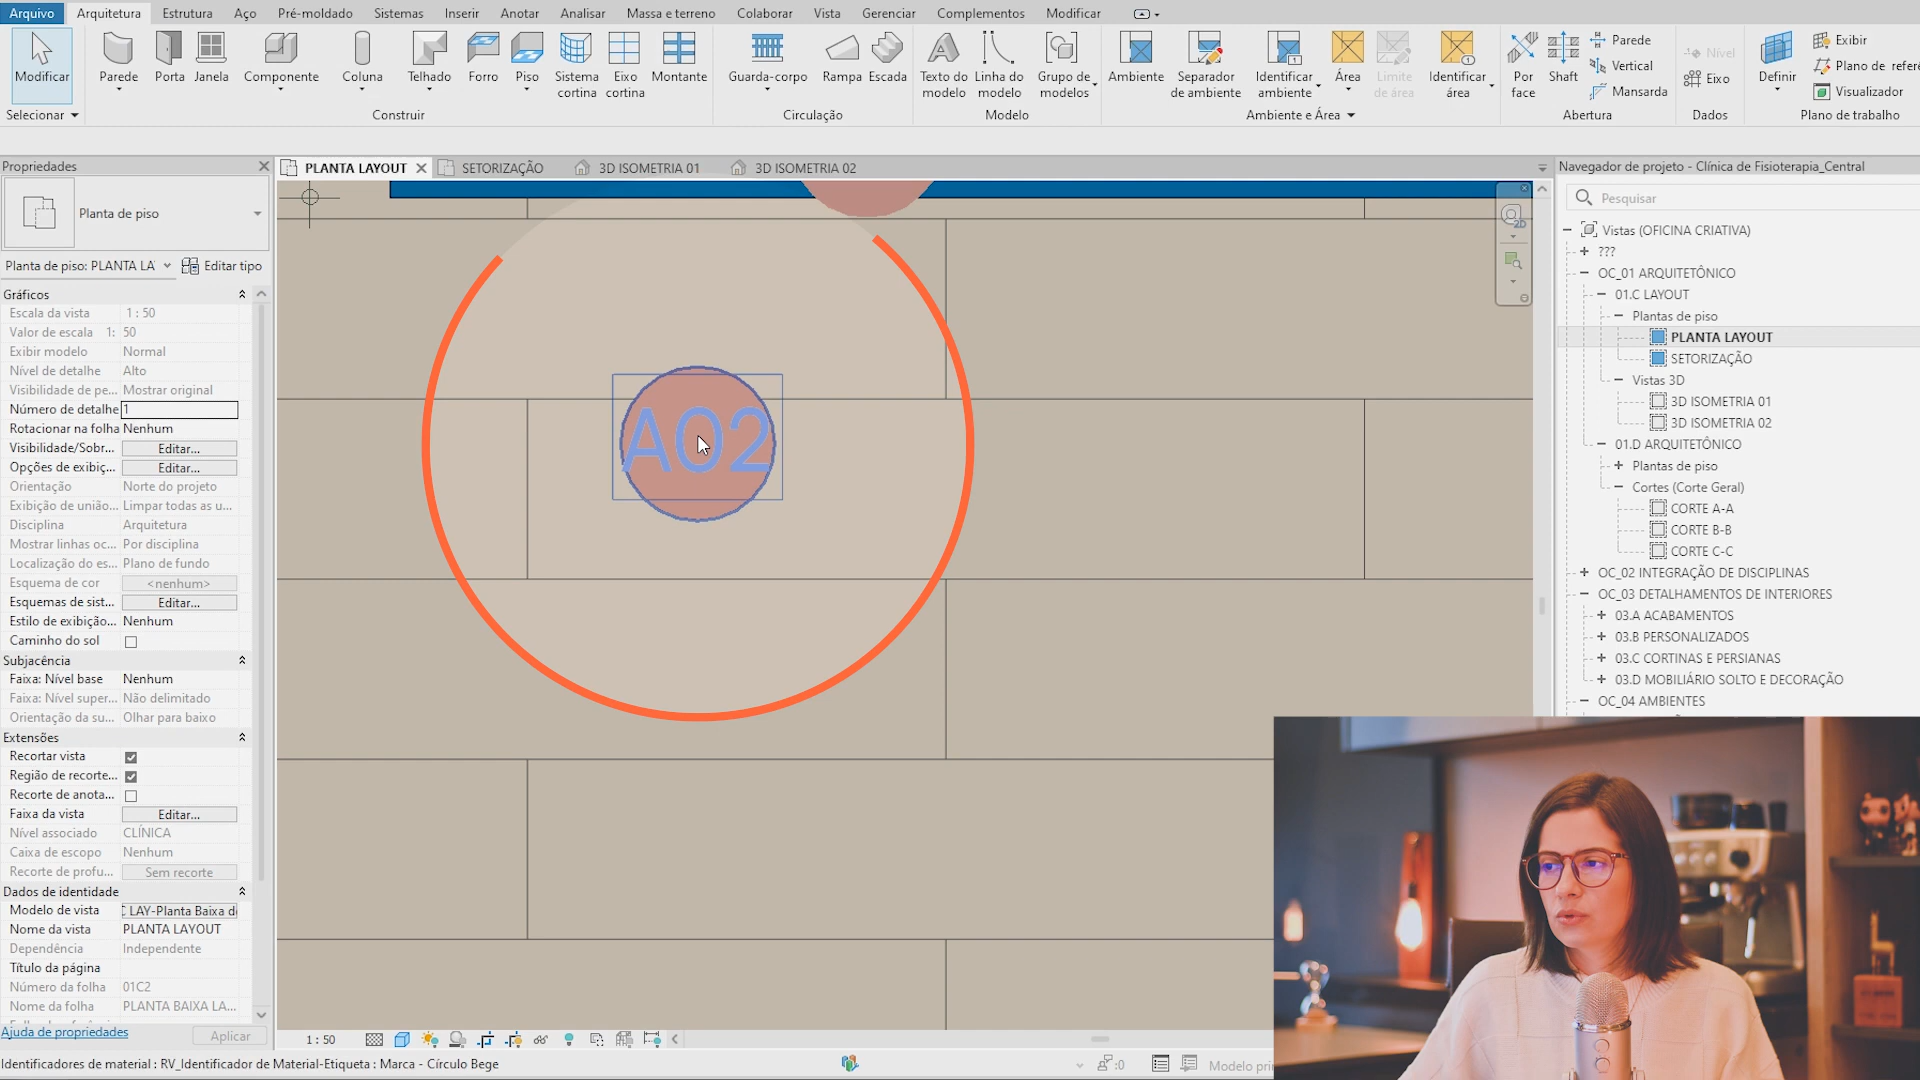 Arquivo Arquitetura Estrutura Aço Pré-moldado Sistemas Inserir Anotar Analisar Massa e terreno Colaborar Vista Gerenciar Complementos Modificar
Modificar Parede Porta Janela Componente Coluna Telhado Forro Piso Sistema cortina Eixo cortina Montante Guarda-corpo Rampa Escada Texto do modelo Linha do modelo Grupo de modelos Ambiente Separador de ambiente Identificar ambiente Área Limite de área Identificar área Por face Shaft Parede Vertical Mansarda Nível Eixo Definir Exibir Plano de refer Visualizador
Selecionar Construir Circulação Modelo Ambiente e Área Abertura Dados Plano de trabalho
Propriedades
PLANTA LAYOUT SETORIZAÇÃO 3D ISOMETRIA 01 3D ISOMETRIA 02
Navegador de projeto - Clínica de Fisioterapia_Central
Planta de piso
Planta de piso: PLANTA LA Editar tipo
Gráficos
Escala da vista 1 : 50
Valor de escala 1: 50
Exibir modelo Normal
Nível de detalhe Alto
Visibilidade de pe... Mostrar original
Número de detalhe 1
Rotacionar na folha Nenhum
Visibilidade/Sobr... Editar...
Opções de exibiç... Editar...
Orientação Norte do projeto
Exibição de união... Limpar todas as u...
Disciplina Arquitetura
Mostrar linhas oc... Por disciplina
Localização do es... Plano de fundo
Esquema de cor <nenhum>
Esquemas de sist... Editar...
Estilo de exibição... Nenhum
Caminho do sol
Subjacência
Faixa: Nível base Nenhum
Faixa: Nível super... Não delimitado
Orientação da su... Olhar para baixo
Extensões
Recortar vista
Região de recorte...
Recorte de anota...
Faixa da vista Editar...
Nível associado CLÍNICA
Caixa de escopo Nenhum
Recorte de profu... Sem recorte
Dados de identidade
Modelo de vista C LAY-Planta Baixa d
Nome da vista PLANTA LAYOUT
Dependência Independente
Título da página
Número da folha 01C2
Nome da folha PLANTA BAIXA LA...
Ajuda de propriedades Aplicar
A02
2D
Pesquisar
Vistas (OFICINA CRIATIVA)
???
OC_01 ARQUITETÔNICO
01.C LAYOUT
Plantas de piso
PLANTA LAYOUT
SETORIZAÇÃO
Vistas 3D
3D ISOMETRIA 01
3D ISOMETRIA 02
01.D ARQUITETÔNICO
Plantas de piso
Cortes (Corte Geral)
CORTE A-A
CORTE B-B
CORTE C-C
OC_02 INTEGRAÇÃO DE DISCIPLINAS
OC_03 DETALHAMENTOS DE INTERIORES
03.A ACABAMENTOS
03.B PERSONALIZADOS
03.C CORTINAS E PERSIANAS
03.D MOBILIÁRIO SOLTO E DECORAÇÃO
OC_04 AMBIENTES
1 : 50
Identificadores de material : RV_Identificador de Material-Etiqueta : Marca - Círculo Bege
:0 Modelo pri